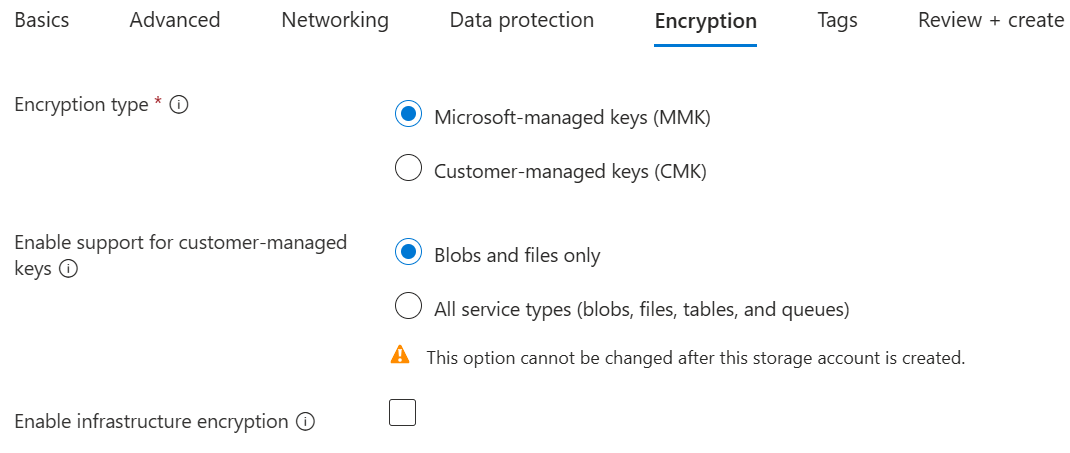 Basics Advanced Networking Data protection Encryption Tags Review + create
Encryption type *
Microsoft-managed keys (MMK)
Customer-managed keys (CMK)
Enable support for customer-managed
keys
Blobs and files only
All service types (blobs, files, tables, and queues)
This option cannot be changed after this storage account is created.
Enable infrastructure encryption